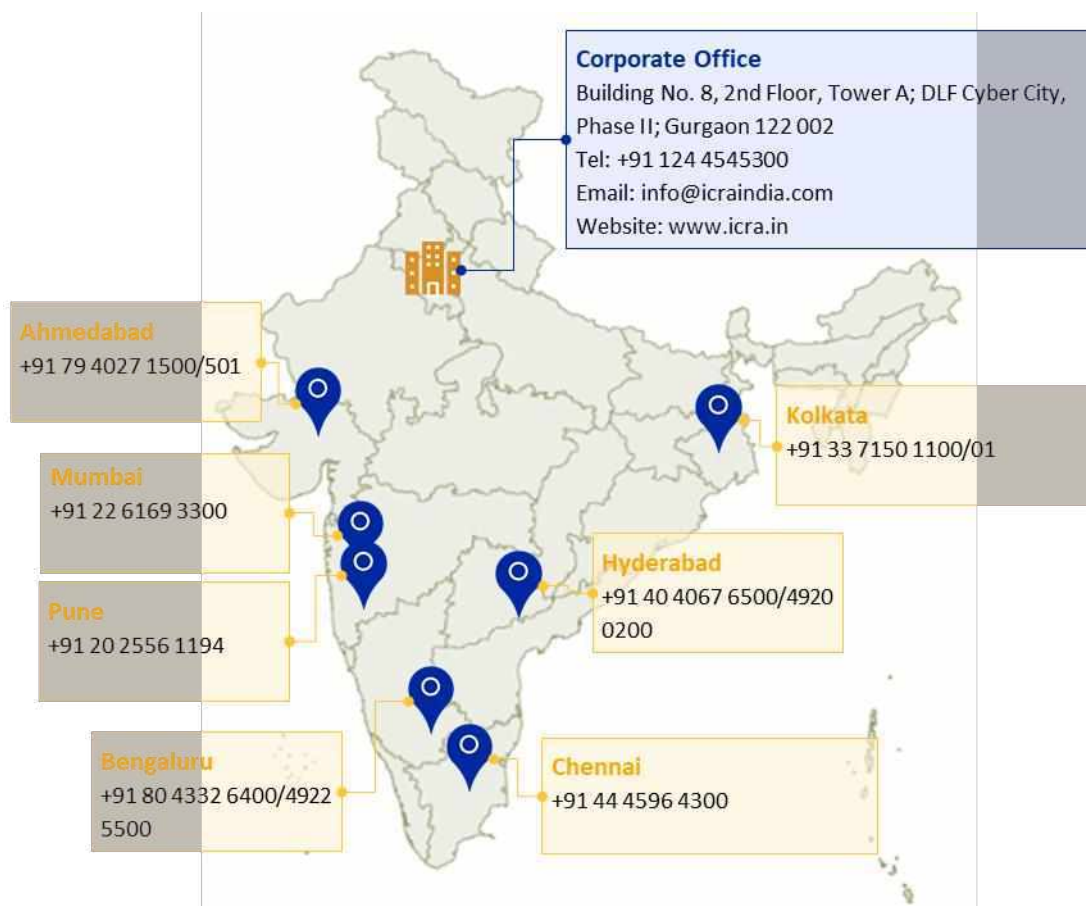 Corporate Office
Building No. 8, 2nd Floor, Tower A; DLF Cyber City,
Phase II; Gurgaon 122 002
Tel: +91 124 4545300
Email: info@icraindia.com
Website: www.icra.in
Ahmedabad
+91 79 4027 1500/501
Kolkata
+91 33 7150 1100/01
Mumbai
+91 22 6169 3300
Hyderabad
+91 40 4067 6500/4920
0200
Pune
+91 20 2556 1194
Bengaluru
+91 80 4332 6400/4922
5500
Chennai
+91 44 4596 4300